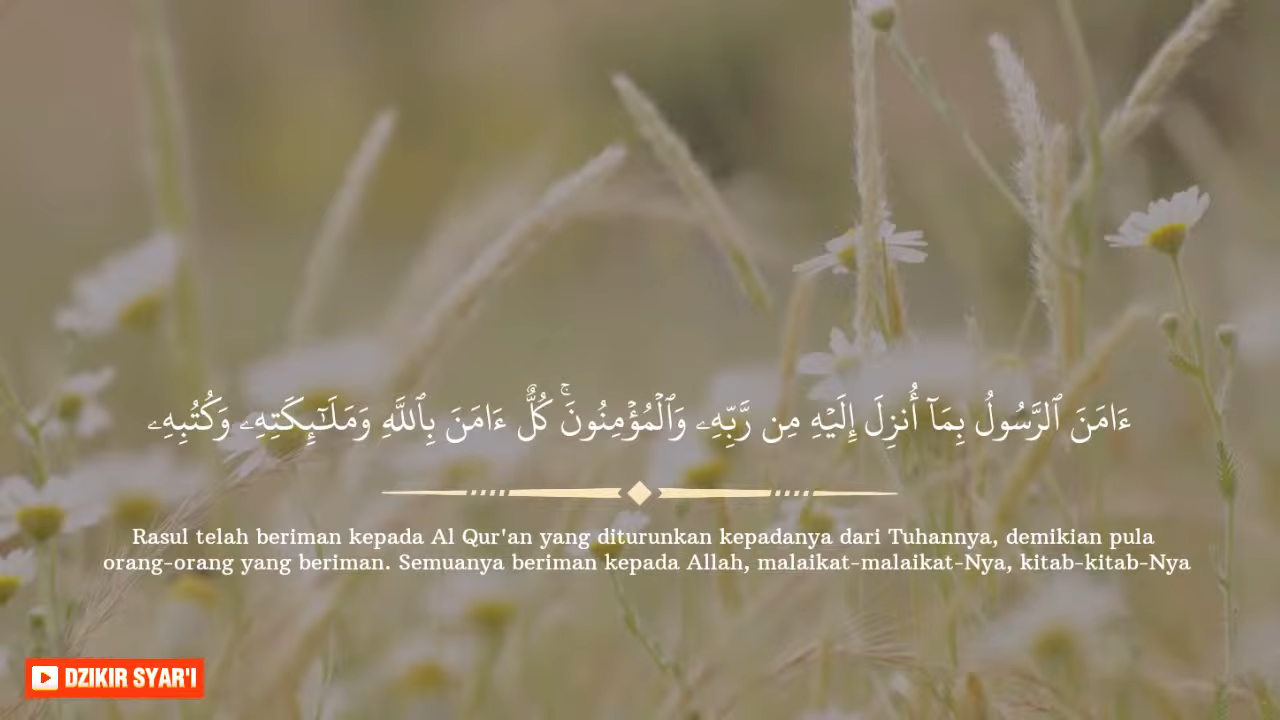 ءَامَنَ ٱلرَّسُولُ بِمَآ أُنزِلَ إِلَيْهِ مِن رَّبِّهِۦ وَٱلْمُؤْمِنُونَ ۚ كُلٌّ ءَامَنَ بِٱللَّهِ وَمَلَـٰٓئِكَتِهِۦ وَكُتُبِهِۦ
Rasul telah beriman kepada Al Qur'an yang diturunkan kepadanya dari Tuhannya, demikian pula
orang-orang yang beriman. Semuanya beriman kepada Allah, malaikat-malaikat-Nya, kitab-kitab-Nya
DZIKIR SYAR'I